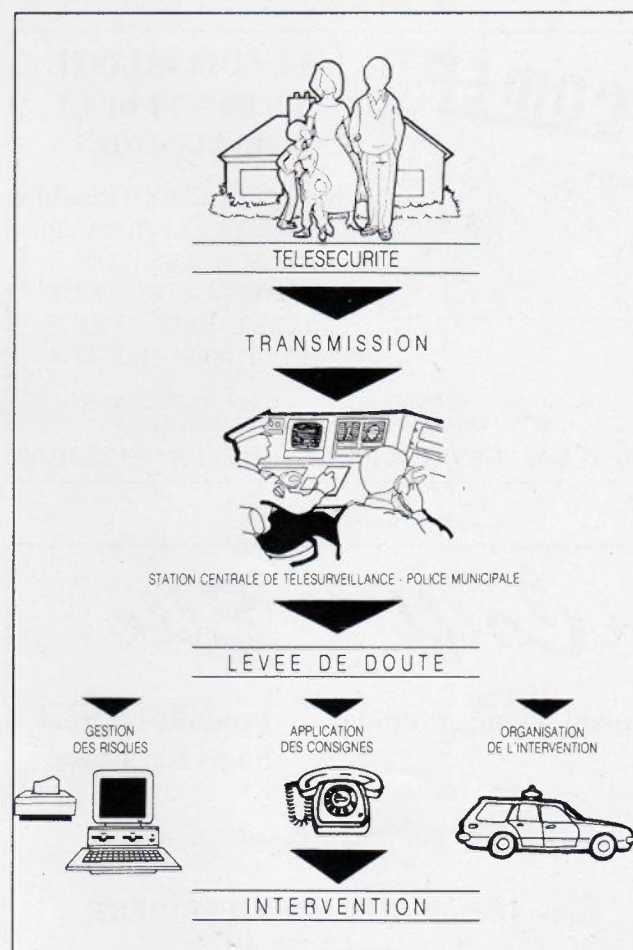 TELESECURITE
TRANSMISSION
STATION CENTRALE DE TELESURVEILLANCE - POLICE MUNICIPALE
LEVEE DE DOUTE
GESTION
DES RISQUES
APPLICATION
DES CONSIGNES
ORGANISATION
DE L'INTERVENTION
INTERVENTION